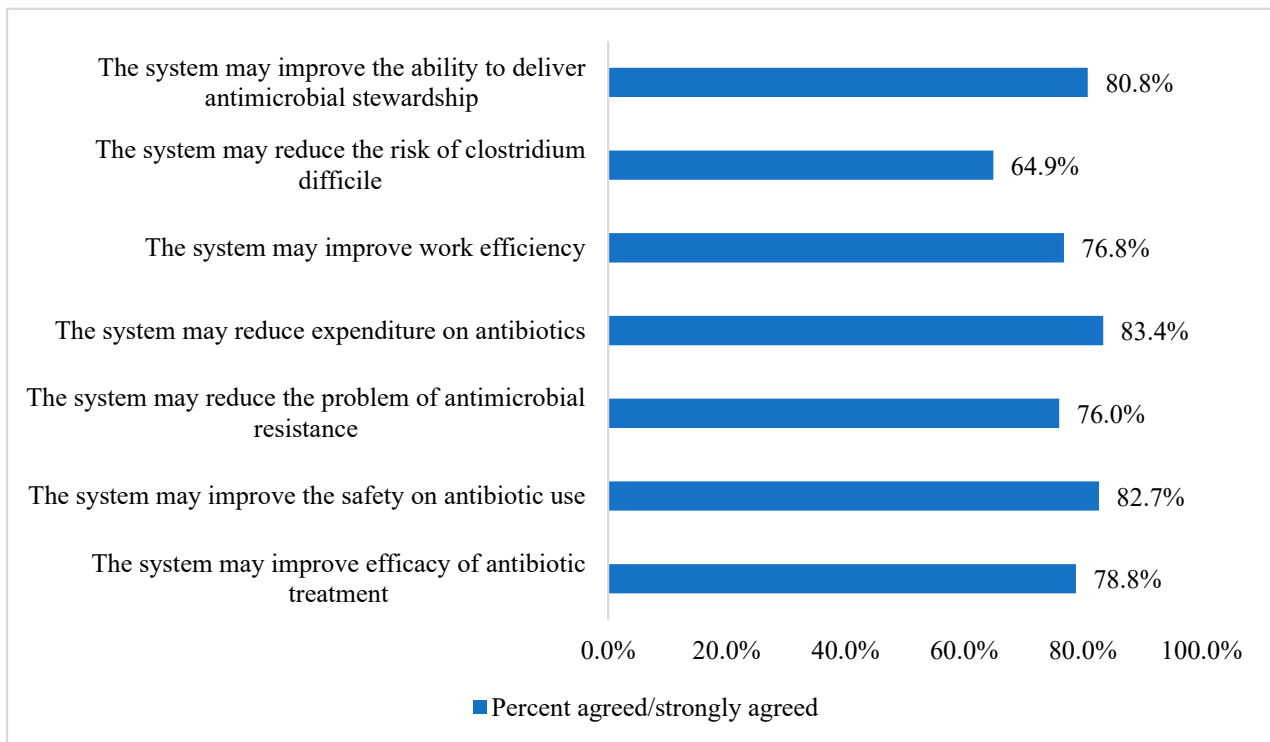 The system may improve the ability to deliver
antimicrobial stewardship
80.8%
The system may reduce the risk of clostridium
difficile
64.9%
The system may improve work efficiency
76.8%
The system may reduce expenditure on antibiotics
83.4%
The system may reduce the problem of antimicrobial
resistance
76.0%
The system may improve the safety on antibiotic use
82.7%
The system may improve efficacy of antibiotic
treatment
78.8%
0.0% 20.0% 40.0% 60.0% 80.0% 100.0%
Percent agreed/strongly agreed